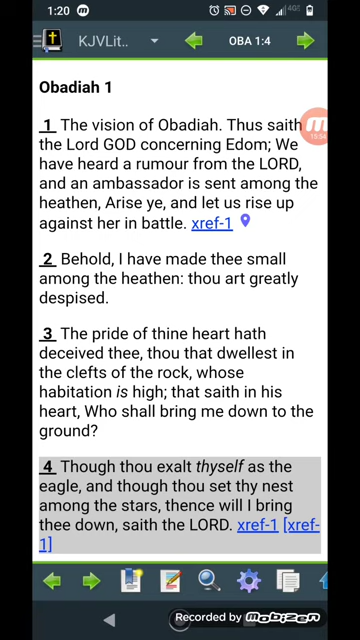 1:20
4G
KJVLit..
OBA 1:4
15:54
Obadiah 1
1 The vision of Obadiah. Thus saith
the Lord GOD concerning Edom; We
have heard a rumour from the LORD,
and an ambassador is sent among the
heathen, Arise ye, and let us rise up
against her in battle. xref-1
2 Behold, I have made thee small
among the heathen: thou art greatly
despised.
3 The pride of thine heart hath
deceived thee, thou that dwellest in
the clefts of the rock, whose
habitation is high; that saith in his
heart, Who shall bring me down to the
ground?
4 Though thou exalt thyself as the
eagle, and though thou set thy nest
among the stars, thence will I bring
thee down, saith the LORD. xref-1 [xref-
1]
Recorded by Mobizen